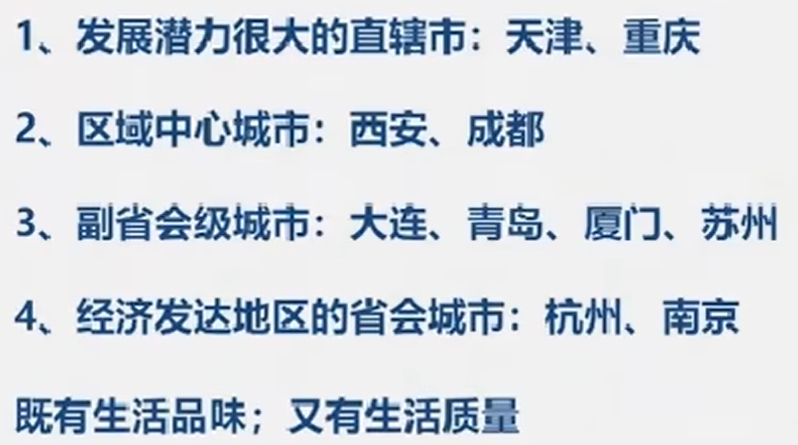 1、发展潜力很大的直辖市：天津、重庆
2、区域中心城市：西安、成都
3、副省会级城市：大连、青岛、厦门、苏州
4、经济发达地区的省会城市：杭州、南京
既有生活品味；又有生活质量